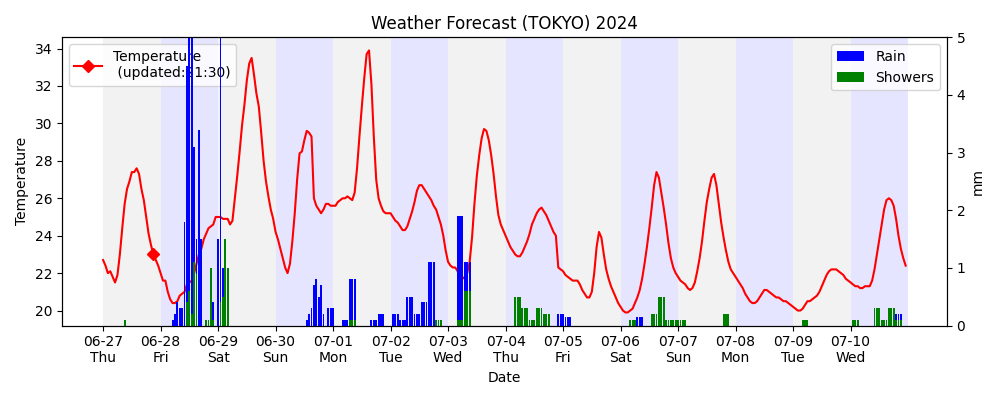 Weather Forecast (TOKYO) 2024
Temperature
(updated:21:30)
Rain
Showers
34
32
30
28
26
24
22
20
Temperature
5
4
3
2
1
0
mm
06-27 06-28 06-29 06-30 07-01 07-02 07-03 07-04 07-05 07-06 07-07 07-08 07-09 07-10
Thu Fri Sat Sun Mon Tue Wed Thu Fri Sat Sun Mon Tue Wed
Date